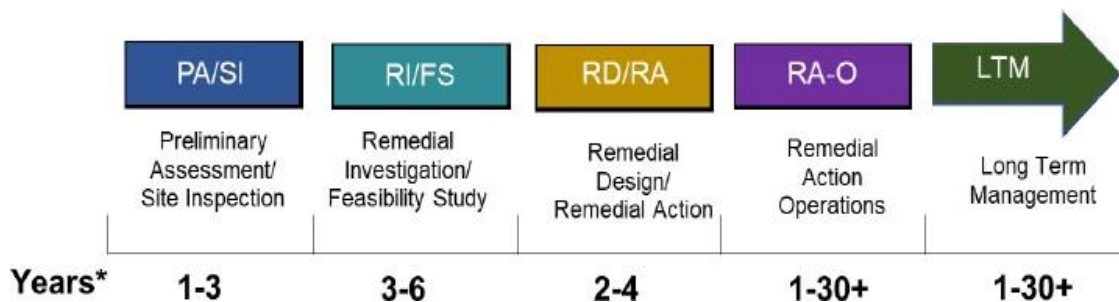 PA/SI
RI/FS
RD/RA
RA-O
LTM
Preliminary
Assessment/
Site Inspection
Remedial
Investigation/
Feasibility Study
Remedial
Design/
Remedial Action
Remedial
Action
Operations
Long Term
Management
Years* 1-3 3-6 2-4 1-30+ 1-30+